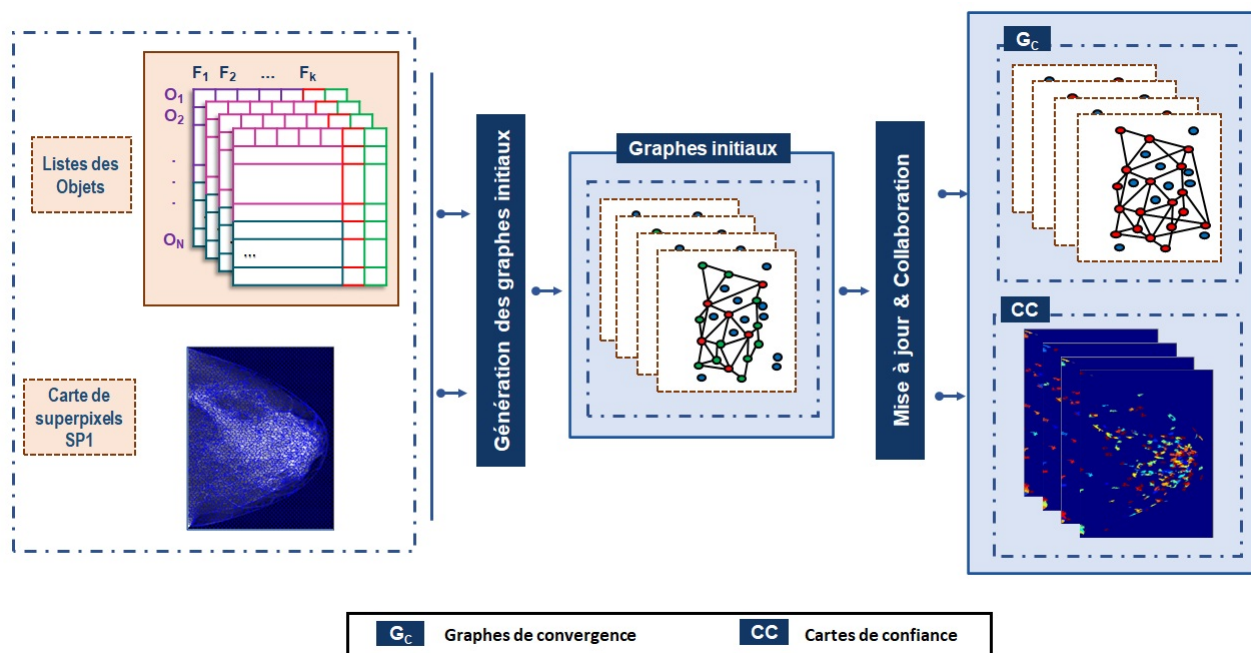 F1 F2 ... Fk
O1
O2
.
.
.
ON
...
Listes des
Objets
Carte de
superpixels
SP1
Génération des graphes initiaux
Graphes initiaux
Mise à jour & Collaboration
GC
CC
GC Graphes de convergence
CC Cartes de confiance